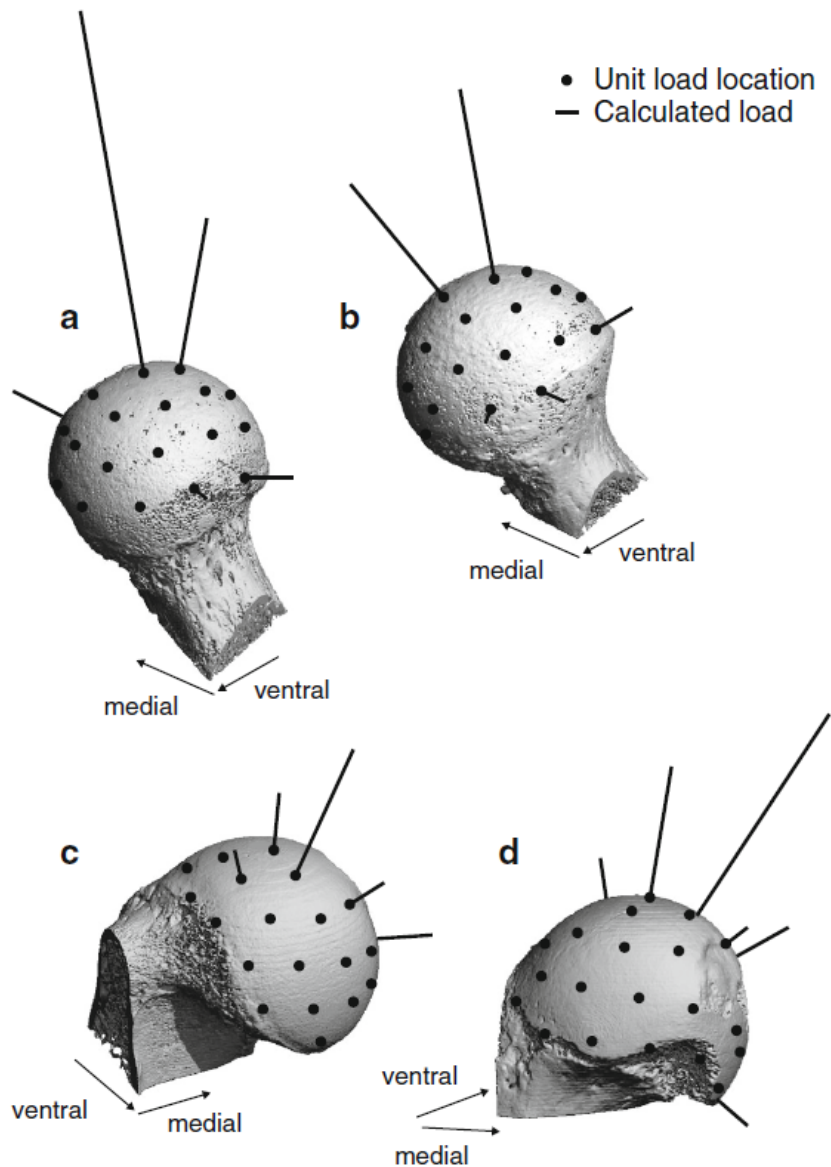 Unit load location
Calculated load
a
b
medial
ventral
medial
ventral
c
d
ventral
medial
ventral
medial